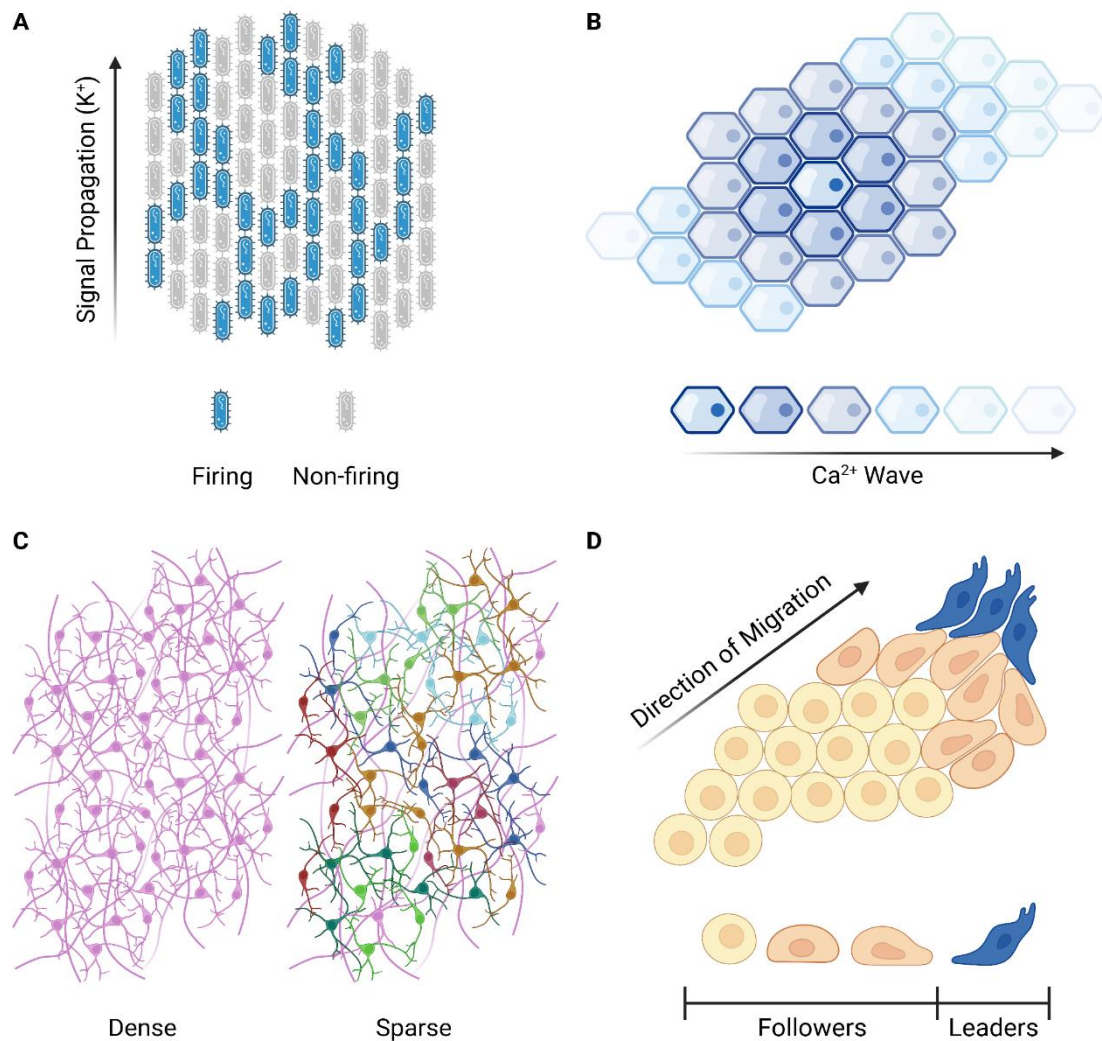 A
Signal Propagation (K⁺)
Firing
Non-firing
B
Ca²⁺ Wave
C
Dense
Sparse
D
Direction of Migration
Followers
Leaders